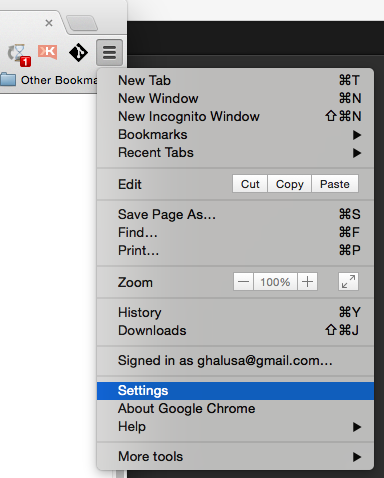 1
Other Bookma
New Tab ⌘T
New Window ⌘N
New Incognito Window ⇧⌘N
Bookmarks ▶
Recent Tabs ▶
Edit Cut Copy Paste
Save Page As... ⌘S
Find... ⌘F
Print... ⌘P
Zoom − 100% +
History ⌘Y
Downloads ⇧⌘J
Signed in as ghalusa@gmail.com...
Settings
About Google Chrome
Help ▶
More tools ▶